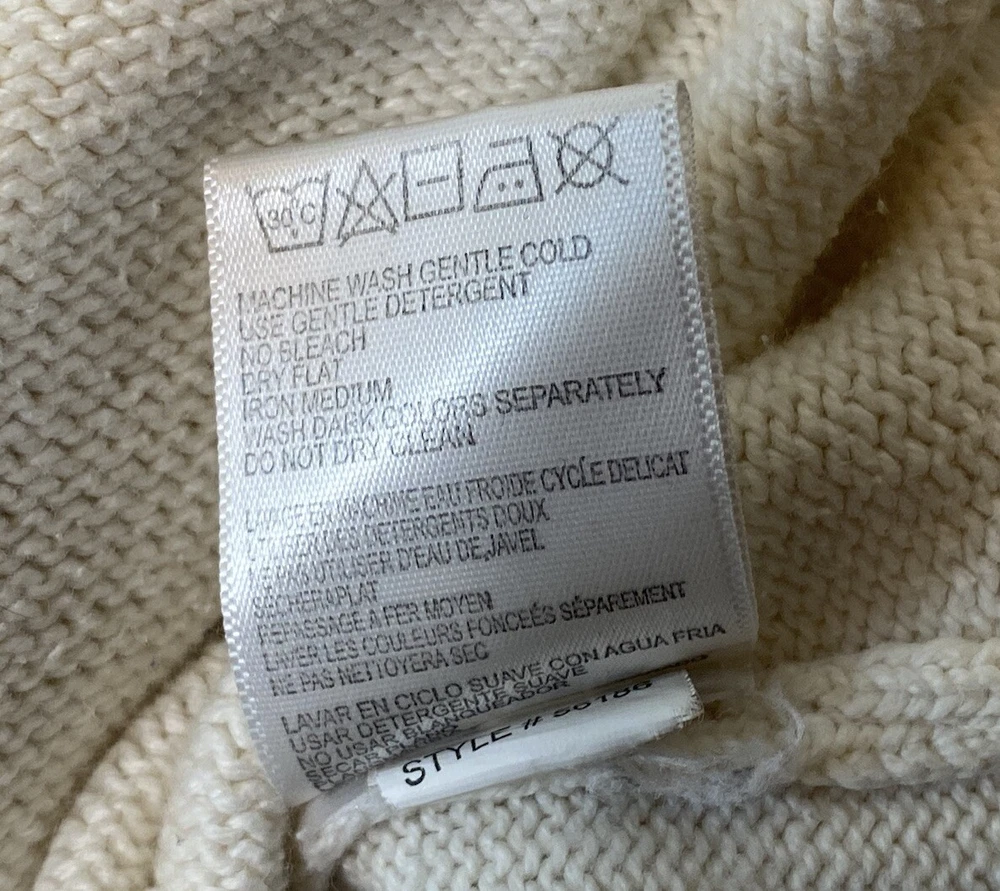 30°C
MACHINE WASH GENTLE COLD
USE GENTLE DETERGENT
NO BLEACH
DRY FLAT
IRON MEDIUM
WASH DARK COLORS SEPARATELY
DO NOT DRY CLEAN
EAU FROIDE CYCLE DELICAT
DETERGENTS DOUX
UTILISER D'EAU DE JAVEL
SECHER A PLAT
REPASSAGE À FER MOYEN
LAVER LES COULEURS FONCEÉS SÉPAREMENT
NE PAS NETTOYER A SEC
LAVAR EN CICLO SUAVE CON AGUA FRIA
USAR DETERGENTE SUAVE
NO USAR BLANQUEADOR
STYLE #